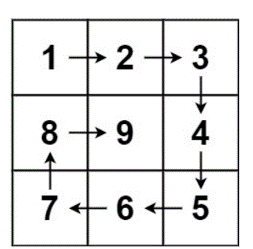 1 → 2 → 3
8 → 9 4
7 ← 6 ← 5